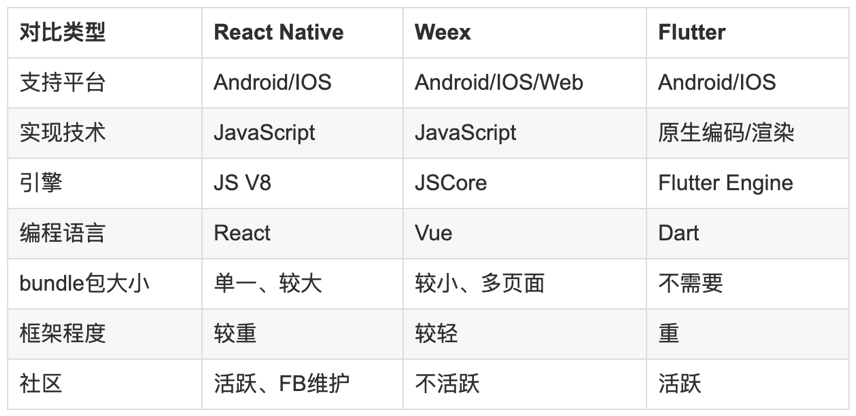 对比类型 React Native Weex Flutter
支持平台 Android/IOS Android/IOS/Web Android/IOS
实现技术 JavaScript JavaScript 原生编码/渲染
引擎 JS V8 JSCore Flutter Engine
编程语言 React Vue Dart
bundle包大小 单一、较大 较小、多页面 不需要
框架程度 较重 较轻 重
社区 活跃、FB维护 不活跃 活跃